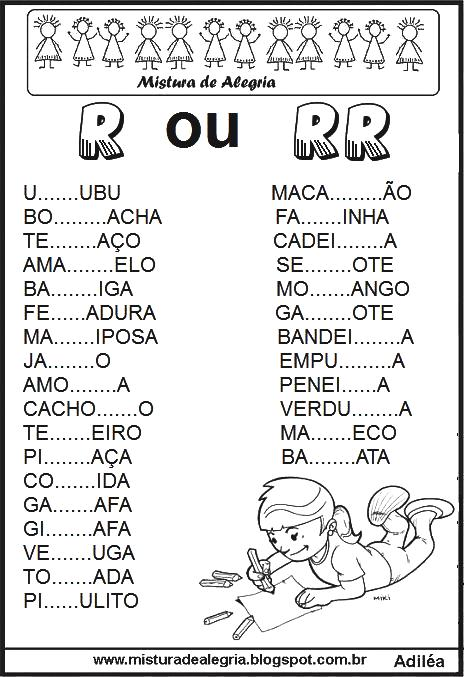 Mistura de Alegria
R ou RR
U.......UBU
BO.........ACHA
TE........AÇO
AMA........ELO
BA........IGA
FE.......ADURA
MA.......IPOSA
JA.......O
AMO.........A
CACHO.......O
TE.......EIRO
PI........AÇA
CO.......IDA
GA.......AFA
GI........AFA
VE.......UGA
TO.......ADA
PI......ULITO
MACA.........ÃO
FA.......INHA
CADEI........A
SE........OTE
MO.......ANGO
GA........OTE
BANDEI........A
EMPU.........A
PENEI......A
VERDU........A
MA.......ECO
BA........ATA
MIKI
www.misturadealegria.blogspot.com.br
Adiléa